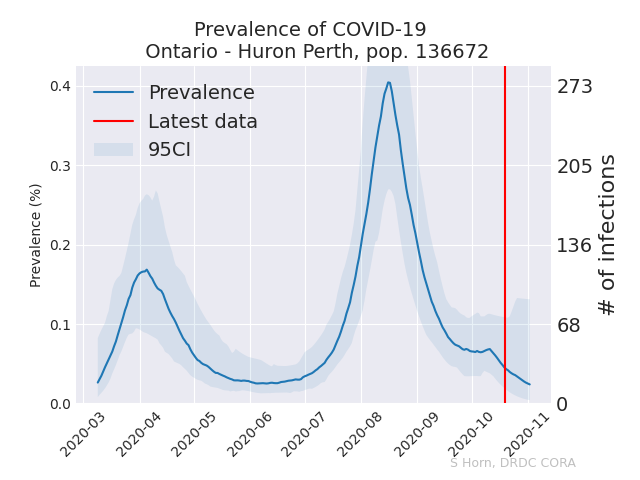 Prevalence of COVID-19
Ontario - Huron Perth, pop. 136672
Prevalence
Latest data
95CI
Prevalence (%)
0.4
0.3
0.2
0.1
0.0
273
205
136
68
0
# of infections
2020-03
2020-04
2020-05
2020-06
2020-07
2020-08
2020-09
2020-10
2020-11
S Horn, DRDC CORA